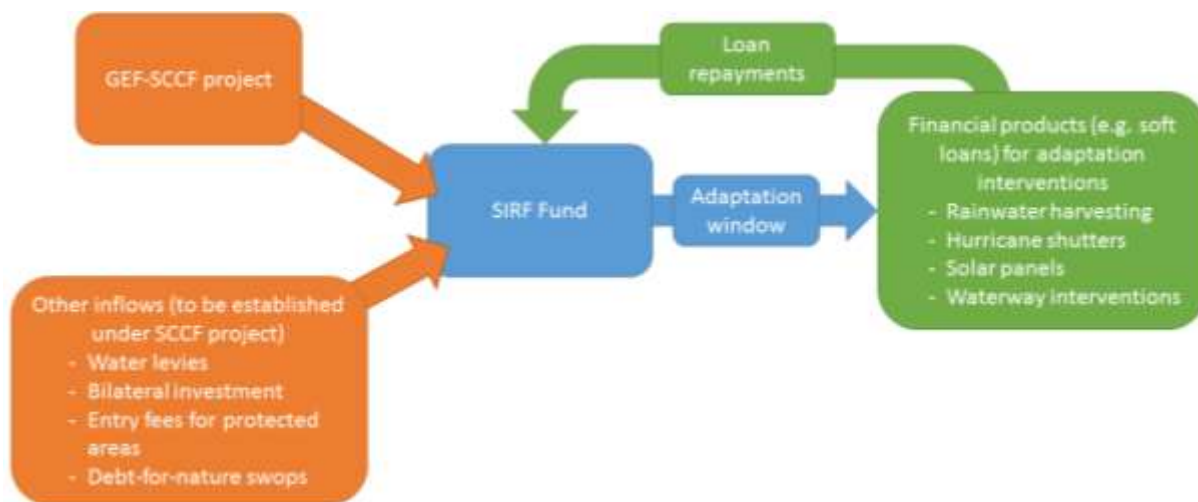 GEF-SCCF project
Loan
repayments
SIRF Fund
Adaptation
window
Financial products (e.g. soft
loans) for adaptation
interventions
- Rainwater harvesting
- Hurricane shutters
- Solar panels
- Waterway interventions
Other inflows (to be established
under SCCF project)
- Water levies
- Bilateral investment
- Entry fees for protected
areas
- Debt-for-nature swops